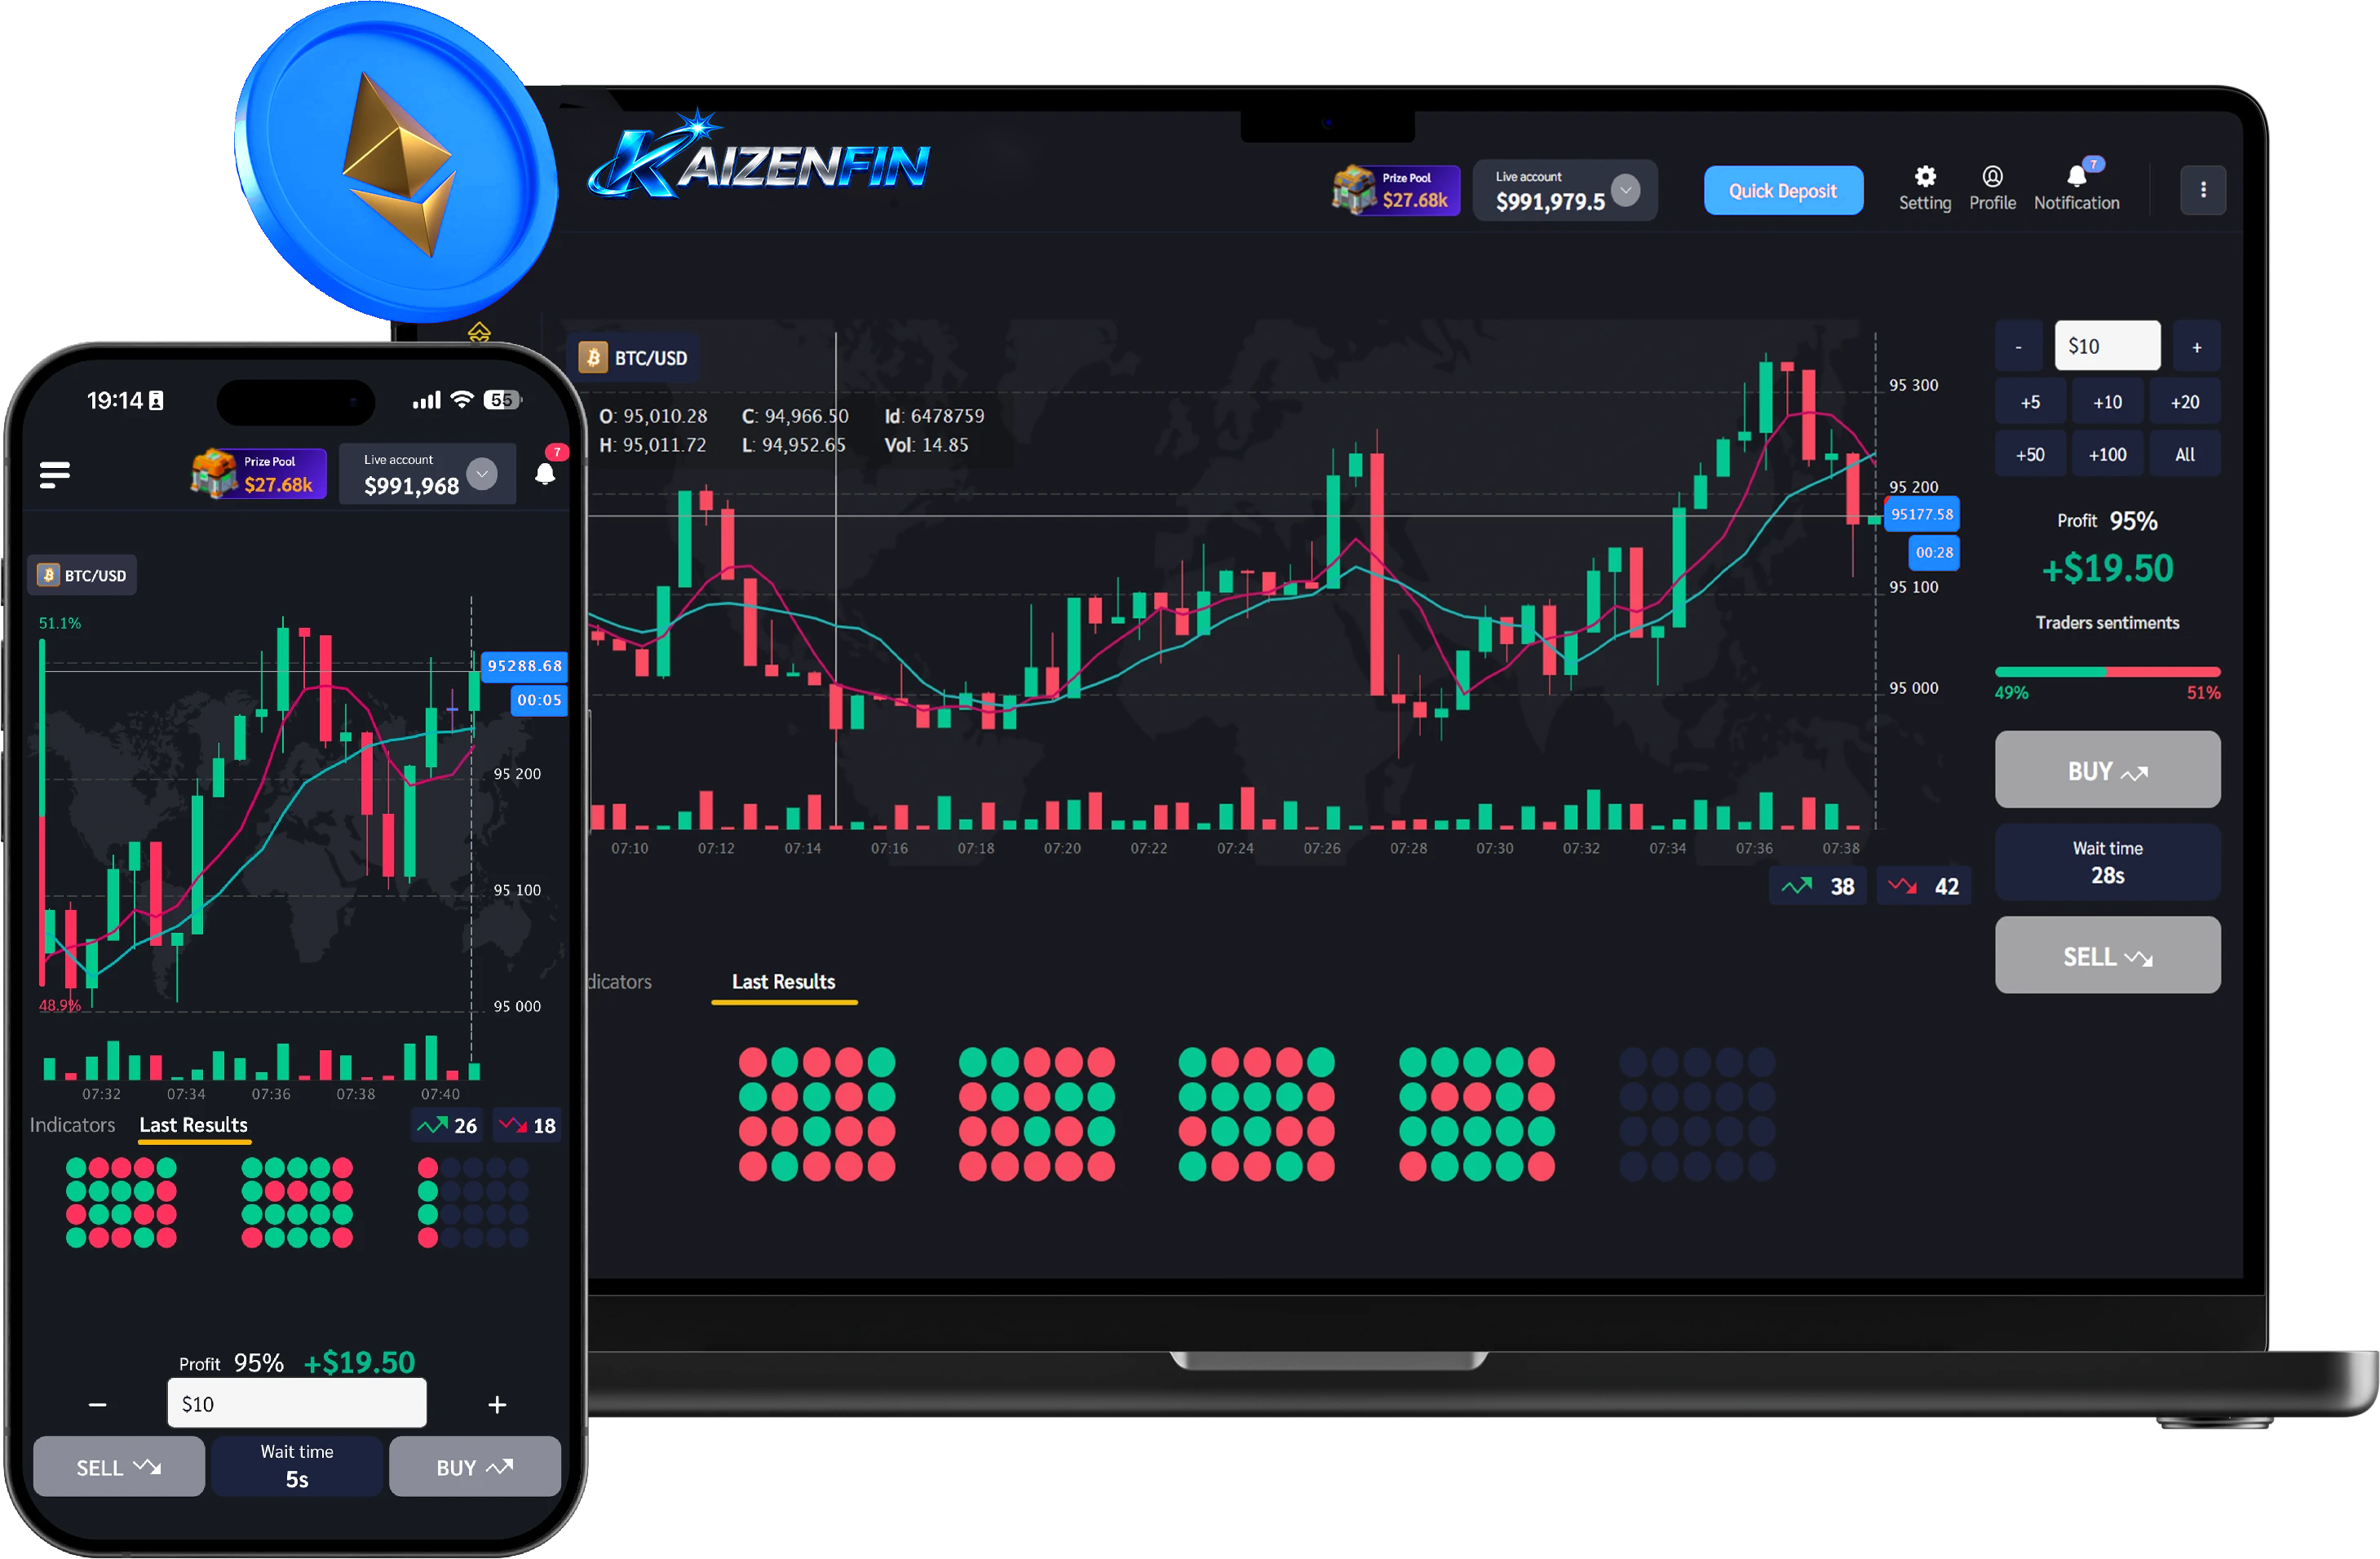 KAIZENFIN
Prize Pool
$27.68k
Live account
$991,979.5
Quick Deposit
Setting
Profile
7
Notification
BTC/USD
O: 95,010.28 C: 94,966.50 Id: 6478759
H: 95,011.72 L: 94,952.65 Vol: 14.85
95 300
95 200
95177.58
00:28
95 100
95 000
07:10 07:12 07:14 07:16 07:18 07:20 07:22 07:24 07:26 07:28 07:30 07:32 07:34 07:36 07:38
38 42
- $10 +
+5 +10 +20
+50 +100 All
Profit 95%
+$19.50
Traders sentiments
49% 51%
BUY
Wait time
28s
SELL
dicators Last Results
19:14 55
Prize Pool
$27.68k
Live account
$991,968
7
BTC/USD
51.1%
95288.68
00:05
95 200
95 100
95 000
48.9%
07:32 07:34 07:36 07:38 07:40
Indicators Last Results 26 18
Profit 95% +$19.50
− $10 +
SELL
Wait time
5s
BUY